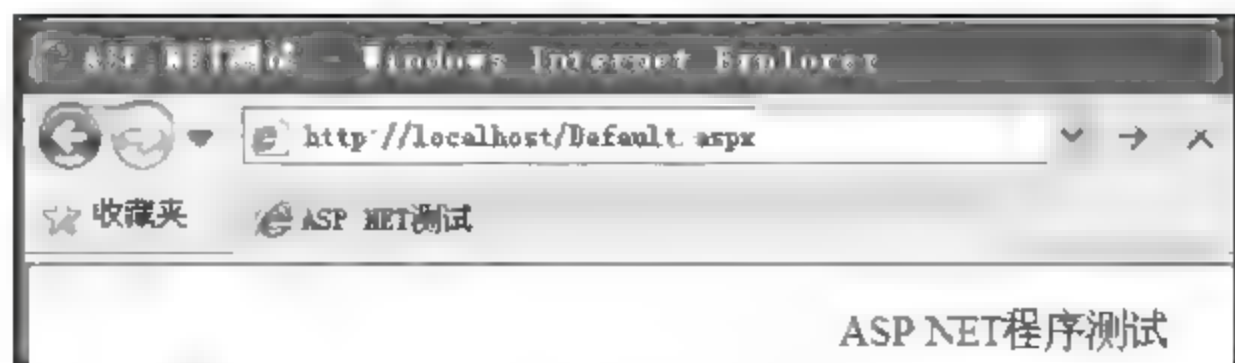 - Windows Internet Explorer
http://localhost/Default.aspx
收藏夹 ASP NET测试
ASP NET程序测试